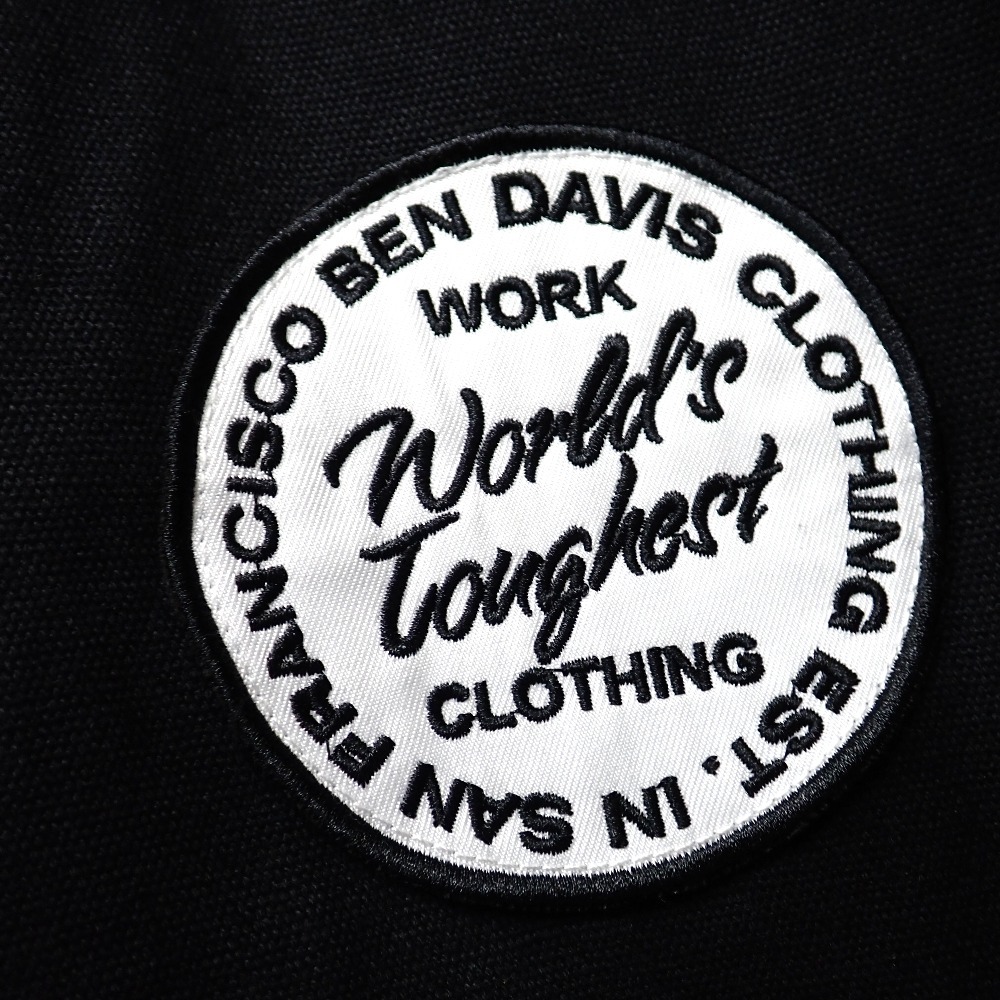 BEN DAVIS CLOTHING EST. IN SAN FRANCISCO
WORK
World's
Toughest
CLOTHING